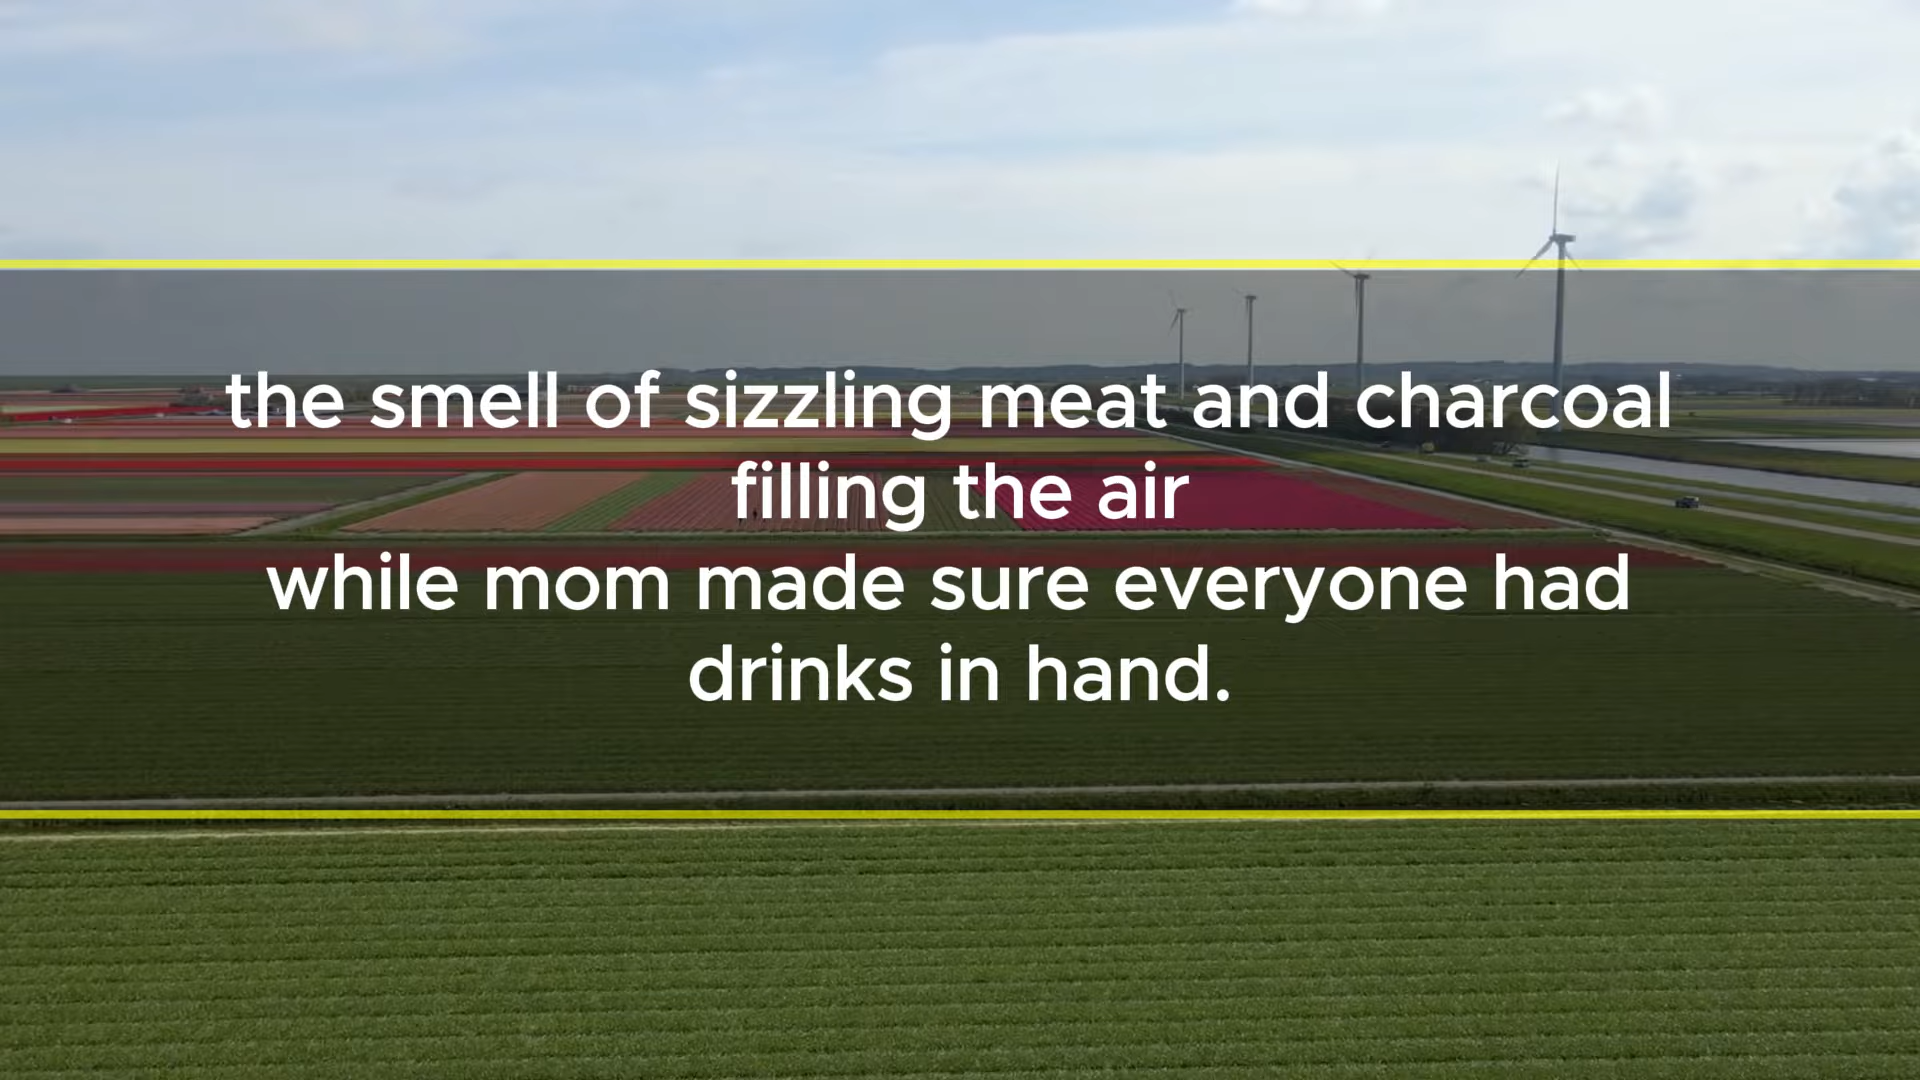 the smell of sizzling meat and charcoal
filling the air
while mom made sure everyone had
drinks in hand.